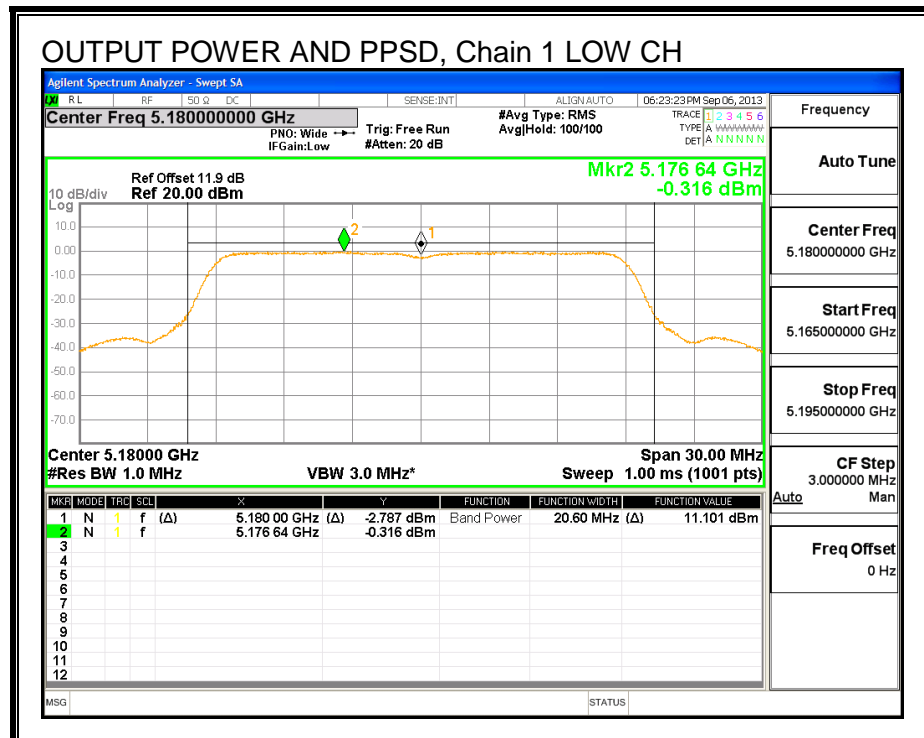 OUTPUT POWER AND PPSD, Chain 1 LOW CH
Agilent Spectrum Analyzer - Swept SA
LXI RL RF 50 Ω DC SENSE:INT ALIGN AUTO 06:23:23 PM Sep 06, 2013
Center Freq 5.180000000 GHz
PNO: Wide
IFGain:Low
Trig: Free Run
#Atten: 20 dB
#Avg Type: RMS
Avg|Hold: 100/100
TRACE 1 2 3 4 5 6
TYPE A WWWWWW
DET A N N N N N
Mkr2 5.176 64 GHz
-0.316 dBm
Ref Offset 11.9 dB
10 dB/div Ref 20.00 dBm
Log
10.0
0.00
-10.0
-20.0
-30.0
-40.0
-50.0
-60.0
-70.0
2
1
Center 5.18000 GHz Span 30.00 MHz
#Res BW 1.0 MHz VBW 3.0 MHz* Sweep 1.00 ms (1001 pts)
MKR MODE TRC SCL X Y FUNCTION FUNCTION WIDTH FUNCTION VALUE
1 N 1 f (Δ) 5.180 00 GHz (Δ) -2.787 dBm Band Power 20.60 MHz (Δ) 11.101 dBm
2 N 1 f 5.176 64 GHz -0.316 dBm
3
4
5
6
7
8
9
10
11
12
MSG STATUS
Frequency
Auto Tune
Center Freq
5.180000000 GHz
Start Freq
5.165000000 GHz
Stop Freq
5.195000000 GHz
CF Step
3.000000 MHz
Auto Man
Freq Offset
0 Hz